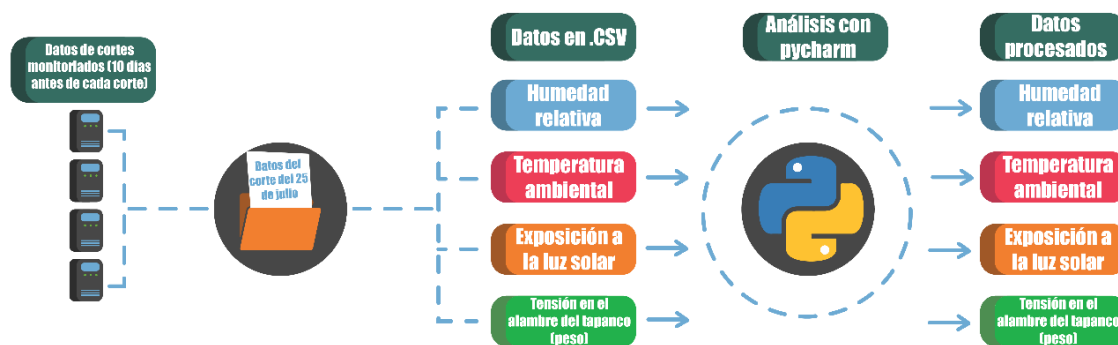 Datos de cortes
monitoriados (10 dias
antes de cada corte)
Datos del
corte del 25
de julio
Datos en .CSV
Humedad
relativa
Temperatura
ambiental
Exposición a
la luz solar
Tensión en el
alambre del tapanco
(peso)
Análisis con
pycharm
Datos
procesados
Humedad
relativa
Temperatura
ambiental
Exposición a
la luz solar
Tensión en el
alambre del tapanco
(peso)